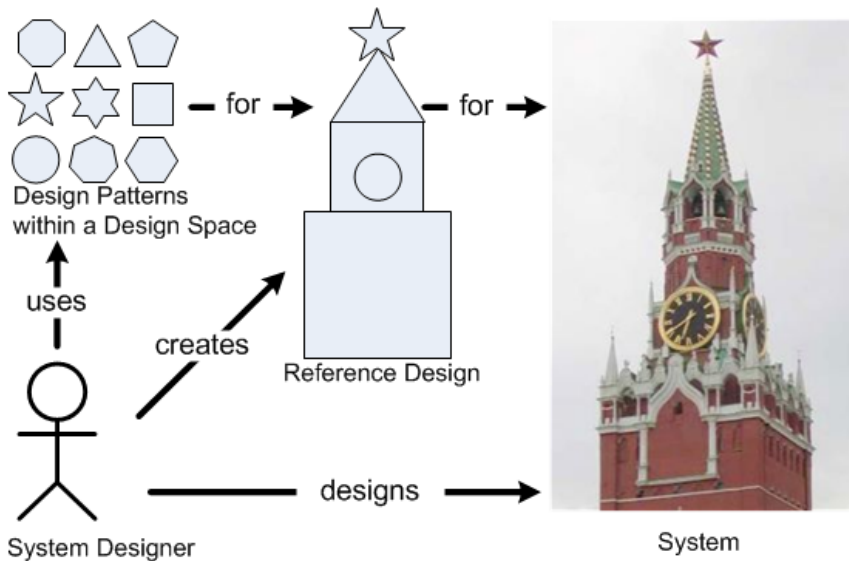 for
for
Design Patterns
within a Design Space
uses
creates
Reference Design
designs
System Designer
System